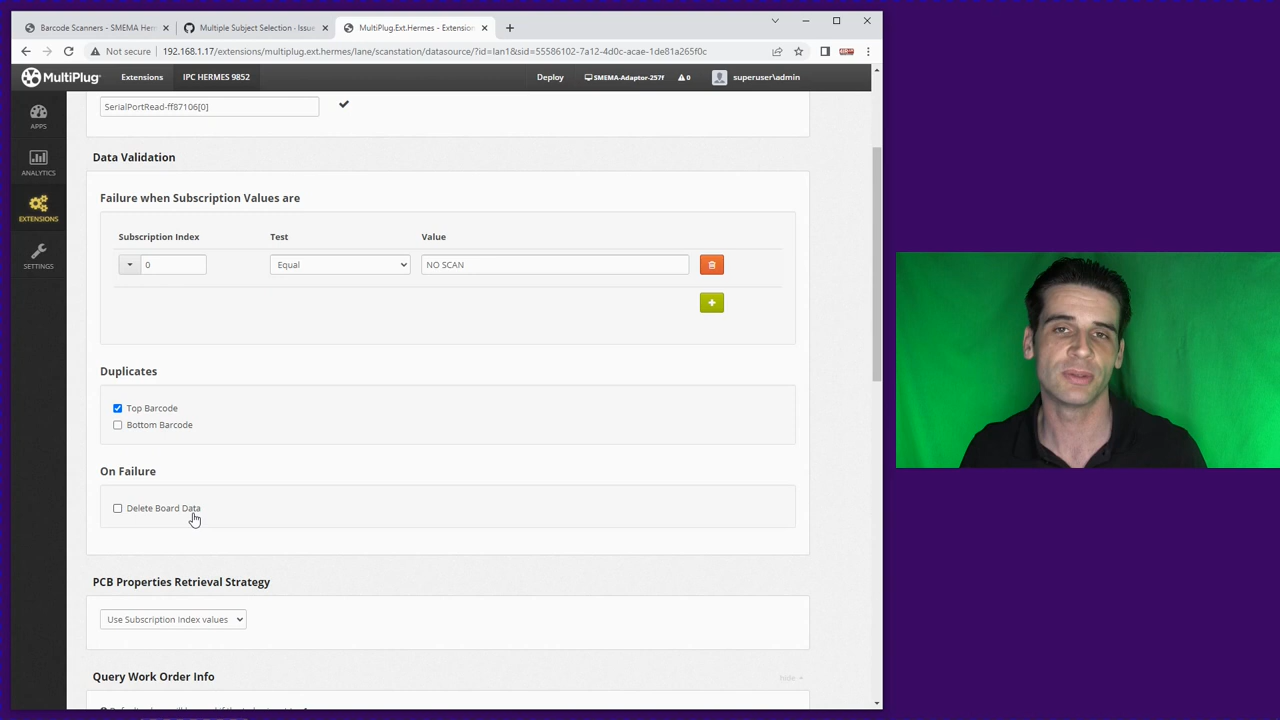 Barcode Scanners - SMEMA Her
Multiple Subject Selection · Issu
MultiPlug.Ext.Hermes - Extension
Not secure
192.168.1.17/extensions/multiplug.ext.hermes/lane/scanstation/datasource/?id=lan1&sid=55586102-7a12-4d0c-acae-1de81a265f0c
MultiPlug
Extensions
IPC HERMES 9852
Deploy
SMEMA-Adaptor-257f
0
superuser\admin
APPS
ANALYTICS
EXTENSIONS
SETTINGS
SerialPortRead-ff87106[0]
Data Validation
Failure when Subscription Values are
Subscription Index Test Value
0 Equal NO SCAN
Duplicates
Top Barcode
Bottom Barcode
On Failure
Delete Board Data
PCB Properties Retrieval Strategy
Use Subscription Index values
Query Work Order Info
hide